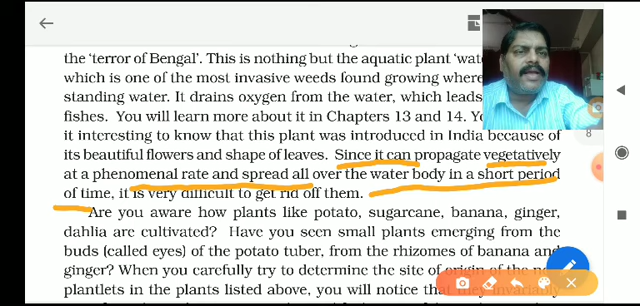 the 'terror of Bengal'. This is nothing but the aquatic plant
which is one of the most invasive weeds found growing
standing water. It drains oxygen from the water, which leads
fishes. You will learn more about it in Chapters 13 and 14.
it interesting to know that this plant was introduced in India because of
its beautiful flowers and shape of leaves. Since it can propagate vegetatively
at a phenomenal rate and spread all over the water body in a short period
of time, it is very difficult to get rid off them.
Are you aware how plants like potato, sugarcane, banana, ginger,
dahlia are cultivated? Have you seen small plants emerging from the
buds (called eyes) of the potato tuber, from the rhizomes of banana and
ginger? When you carefully try to determine the site of origin of the
plantlets in the plants listed above, you will notice that they invariably
8